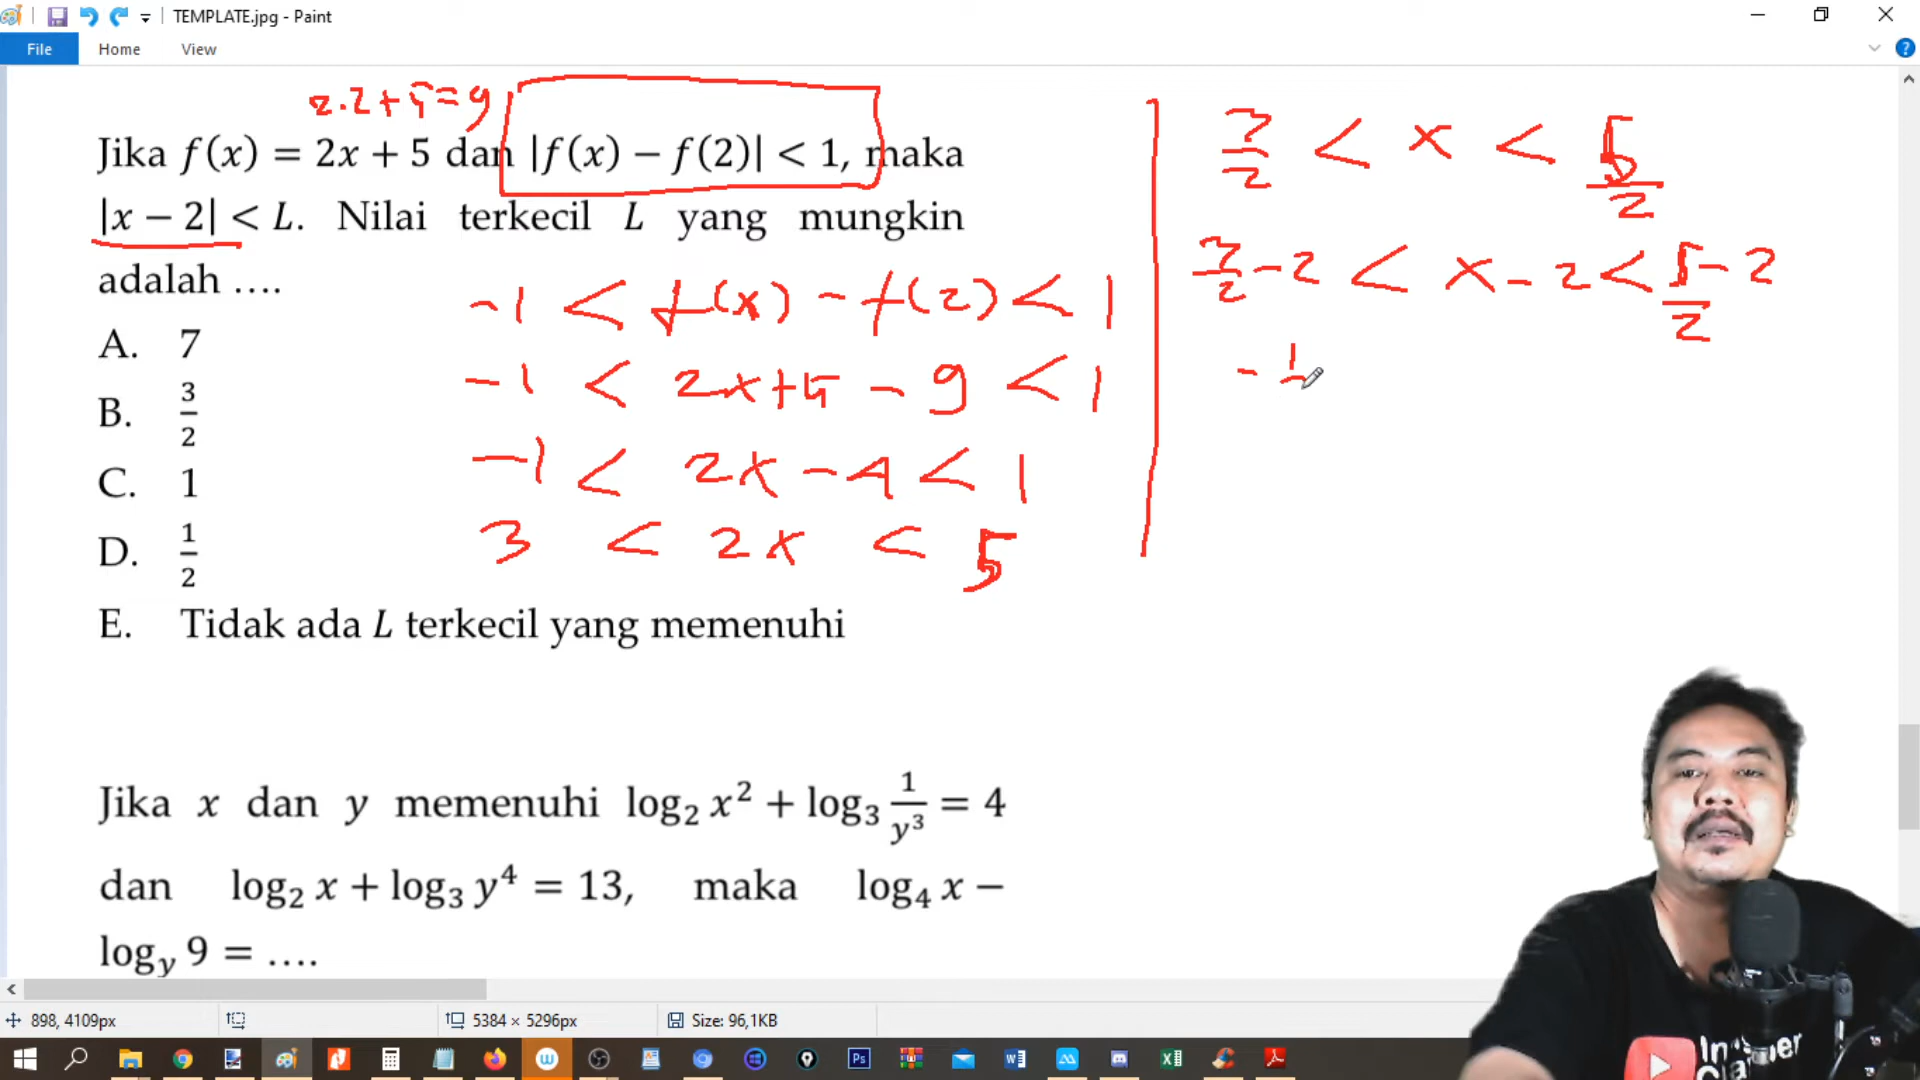 TEMPLATE.jpg - Paint
File Home View
2.2+5=9
Jika f(x) = 2x + 5 dan |f(x) − f(2)| < 1, maka
|x − 2| < L. Nilai terkecil L yang mungkin
adalah ....
A. 7
B. 3/2
C. 1
D. 1/2
E. Tidak ada L terkecil yang memenuhi
-1 < f(x) - f(2) < 1
-1 < 2x+5 - 9 < 1
-1 < 2x - 4 < 1
3 < 2x < 5
3/2 < x < 5/2
3/2 - 2 < x - 2 < 5/2 - 2
- 1
Jika x dan y memenuhi log₂ x² + log₃ 1/y³ = 4
dan log₂ x + log₃ y⁴ = 13, maka log₄ x −
log_y 9 = ....
898, 4109px 5384 × 5296px Size: 96,1KB